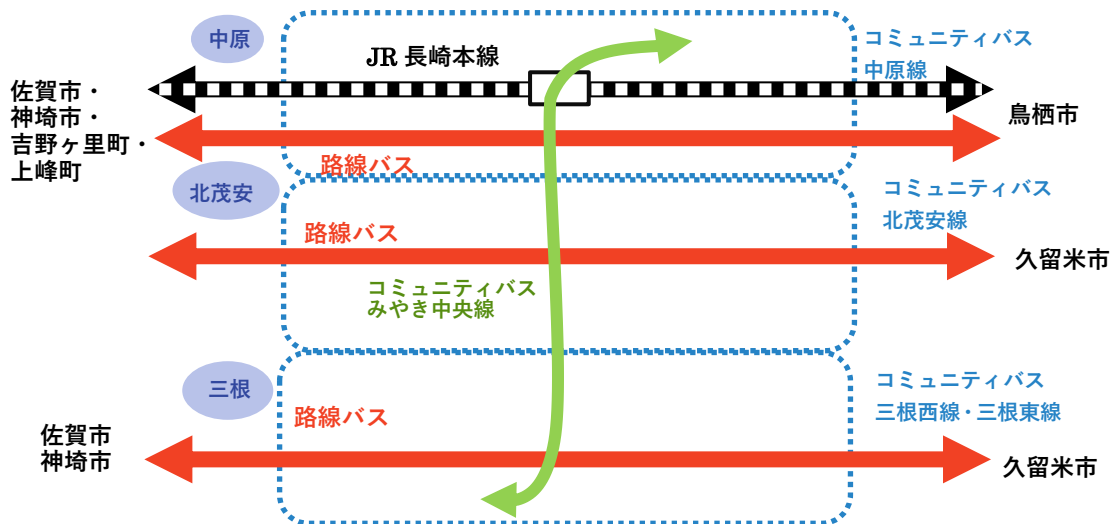 中原
JR 長崎本線
コミュニティバス
中原線
佐賀市・
神埼市・
吉野ヶ里町・
上峰町
鳥栖市
路線バス
北茂安
コミュニティバス
北茂安線
路線バス
久留米市
コミュニティバス
みやき中央線
三根
コミュニティバス
三根西線・三根東線
路線バス
佐賀市
神埼市
久留米市